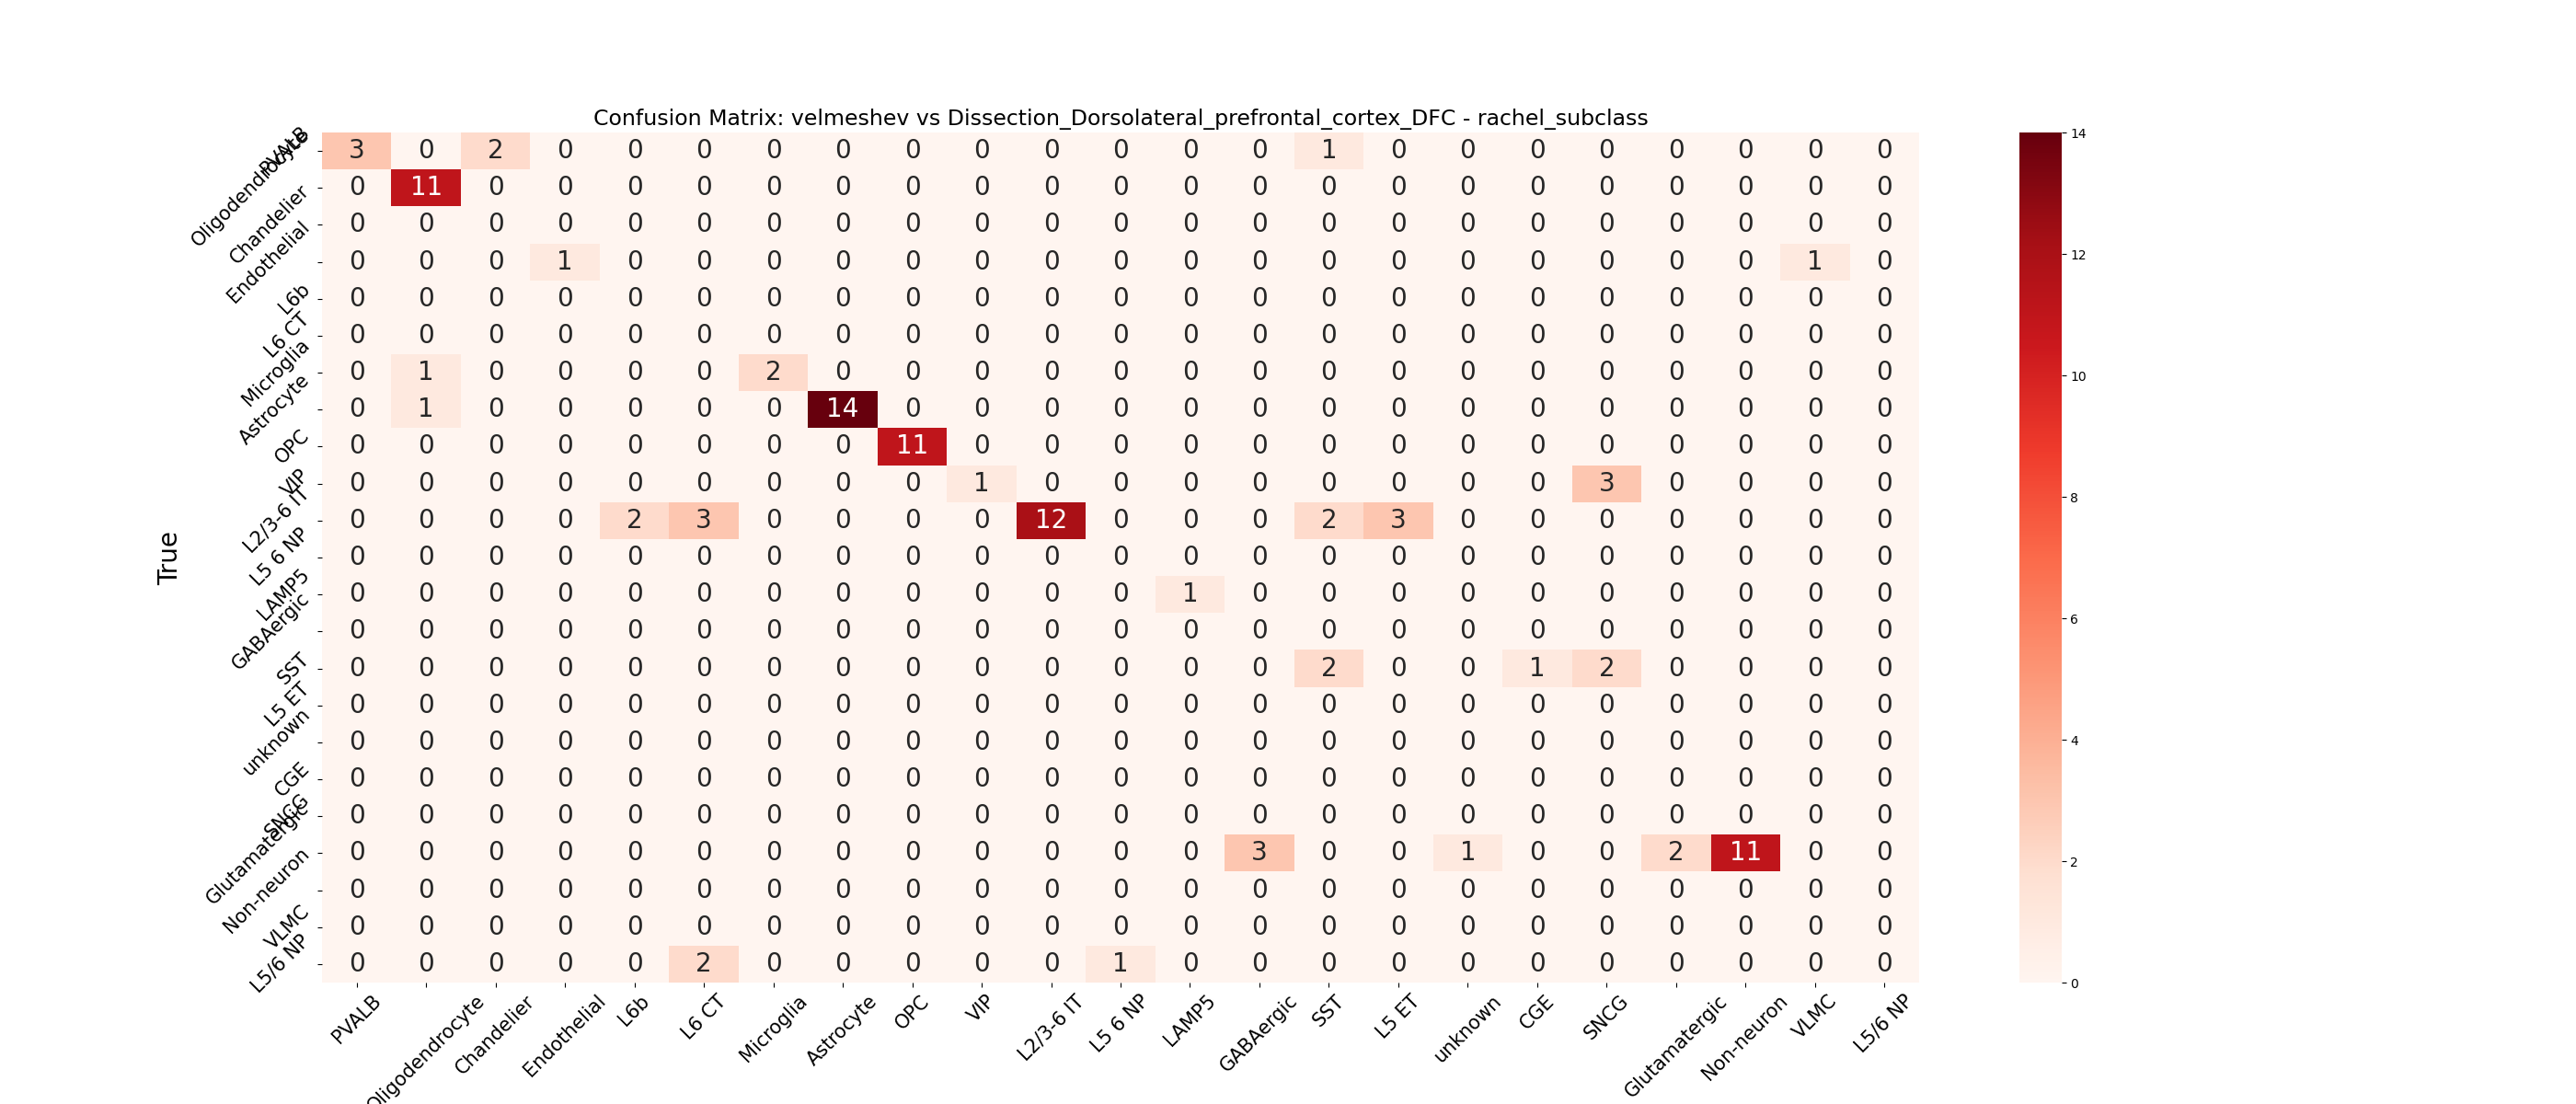 Confusion Matrix: velmeshev vs Dissection_Dorsolateral_prefrontal_cortex_DFC - rachel_subclass
True
PVALB 3 0 2 0 0 0 0 0 0 0 0 0 0 0 1 0 0 0 0 0 0 0 0
Oligodendrocyte 0 11 0 0 0 0 0 0 0 0 0 0 0 0 0 0 0 0 0 0 0 0 0
Chandelier 0 0 0 0 0 0 0 0 0 0 0 0 0 0 0 0 0 0 0 0 0 0 0
Endothelial 0 0 0 1 0 0 0 0 0 0 0 0 0 0 0 0 0 0 0 0 0 1 0
L6b 0 0 0 0 0 0 0 0 0 0 0 0 0 0 0 0 0 0 0 0 0 0 0
L6 CT 0 0 0 0 0 0 0 0 0 0 0 0 0 0 0 0 0 0 0 0 0 0 0
Microglia 0 1 0 0 0 0 2 0 0 0 0 0 0 0 0 0 0 0 0 0 0 0 0
Astrocyte 0 1 0 0 0 0 0 14 0 0 0 0 0 0 0 0 0 0 0 0 0 0 0
OPC 0 0 0 0 0 0 0 0 11 0 0 0 0 0 0 0 0 0 0 0 0 0 0
VIP 0 0 0 0 0 0 0 0 0 1 0 0 0 0 0 0 0 0 3 0 0 0 0
L2/3-6 IT 0 0 0 0 2 3 0 0 0 0 12 0 0 0 2 3 0 0 0 0 0 0 0
L5 6 NP 0 0 0 0 0 0 0 0 0 0 0 0 0 0 0 0 0 0 0 0 0 0 0
LAMP5 0 0 0 0 0 0 0 0 0 0 0 0 1 0 0 0 0 0 0 0 0 0 0
GABAergic 0 0 0 0 0 0 0 0 0 0 0 0 0 0 0 0 0 0 0 0 0 0 0
SST 0 0 0 0 0 0 0 0 0 0 0 0 0 0 2 0 0 1 2 0 0 0 0
L5 ET 0 0 0 0 0 0 0 0 0 0 0 0 0 0 0 0 0 0 0 0 0 0 0
unknown 0 0 0 0 0 0 0 0 0 0 0 0 0 0 0 0 0 0 0 0 0 0 0
CGE 0 0 0 0 0 0 0 0 0 0 0 0 0 0 0 0 0 0 0 0 0 0 0
SNCG 0 0 0 0 0 0 0 0 0 0 0 0 0 0 0 0 0 0 0 0 0 0 0
Glutamatergic 0 0 0 0 0 0 0 0 0 0 0 0 0 3 0 0 1 0 0 2 11 0 0
Non-neuron 0 0 0 0 0 0 0 0 0 0 0 0 0 0 0 0 0 0 0 0 0 0 0
VLMC 0 0 0 0 0 0 0 0 0 0 0 0 0 0 0 0 0 0 0 0 0 0 0
L5/6 NP 0 0 0 0 0 2 0 0 0 0 0 1 0 0 0 0 0 0 0 0 0 0 0
PVALB Oligodendrocyte Chandelier Endothelial L6b L6 CT Microglia Astrocyte OPC VIP L2/3-6 IT L5 6 NP LAMP5 GABAergic SST L5 ET unknown CGE SNCG Glutamatergic Non-neuron VLMC L5/6 NP
14
12
10
8
6
4
2
0